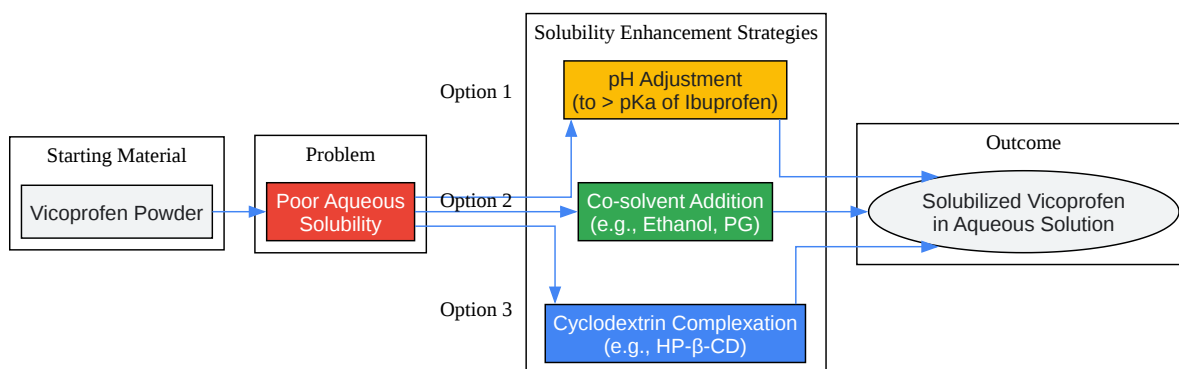 Starting Material
Vicoprofen Powder
Problem
Poor Aqueous
Solubility
Solubility Enhancement Strategies
Option 1
pH Adjustment
(to > pKa of Ibuprofen)
Option 2
Co-solvent Addition
(e.g., Ethanol, PG)
Option 3
Cyclodextrin Complexation
(e.g., HP-β-CD)
Outcome
Solubilized Vicoprofen
in Aqueous Solution